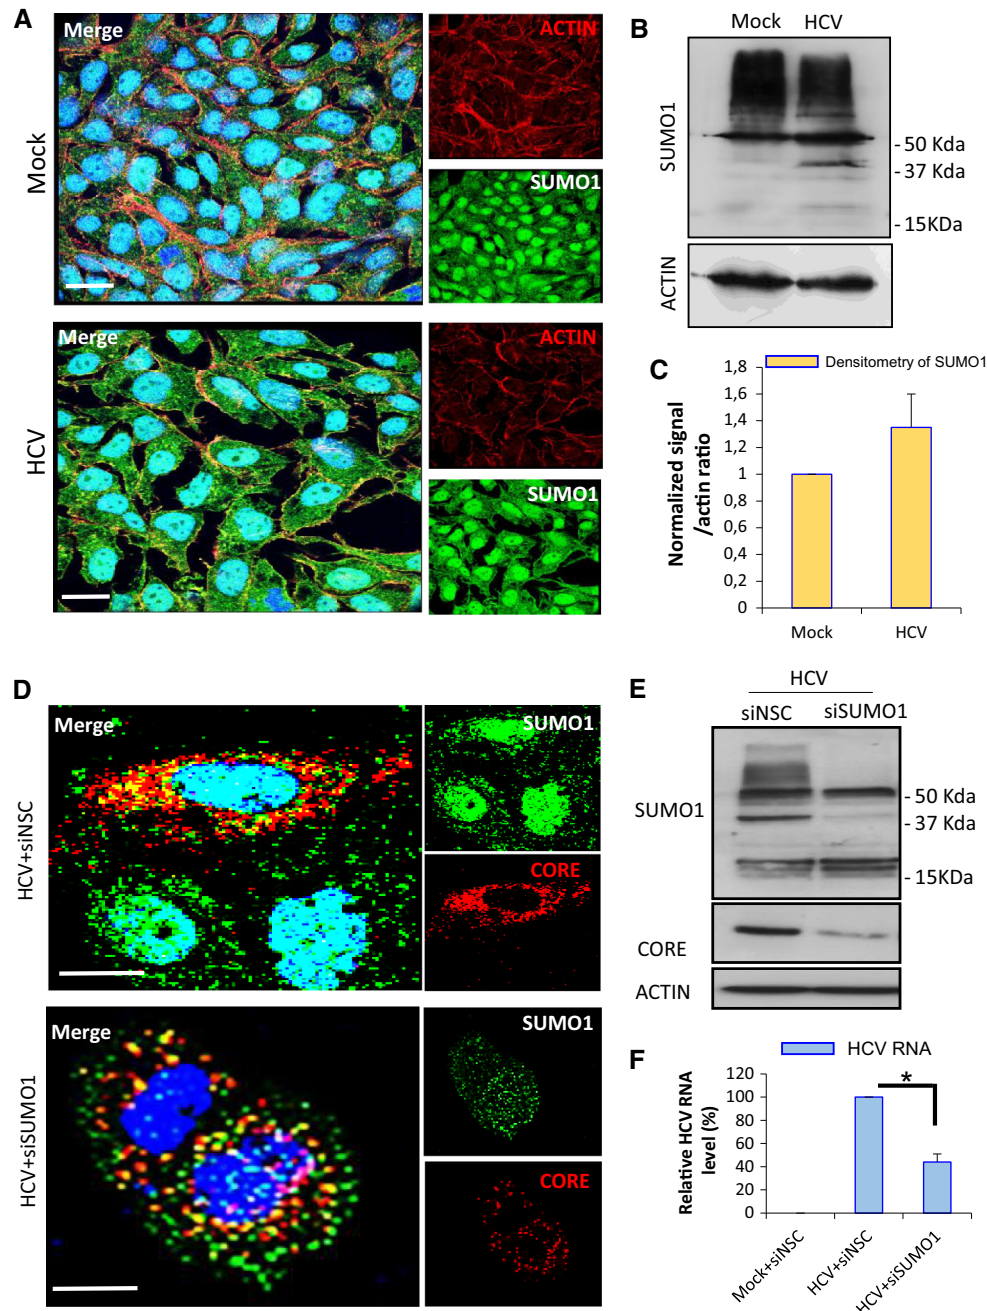 A
Mock
Merge
ACTIN
SUMO1
HCV
Merge
ACTIN
SUMO1
B
Mock HCV
SUMO1
- 50 Kda
- 37 Kda
- 15KDa
ACTIN
C
Densitometry of SUMO1
Normalized signal
/actin ratio
1,8
1,6
1,4
1,2
1
0,8
0,6
0,4
0,2
0
Mock HCV
D
HCV+siNSC
Merge
SUMO1
CORE
HCV+siSUMO1
Merge
SUMO1
CORE
E
HCV
siNSC siSUMO1
SUMO1
- 50 Kda
- 37 Kda
- 15KDa
CORE
ACTIN
F
HCV RNA
Relative HCV RNA
level (%)
120
100
80
60
40
20
0
*
Mock+siNSC
HCV+siNSC
HCV+siSUMO1